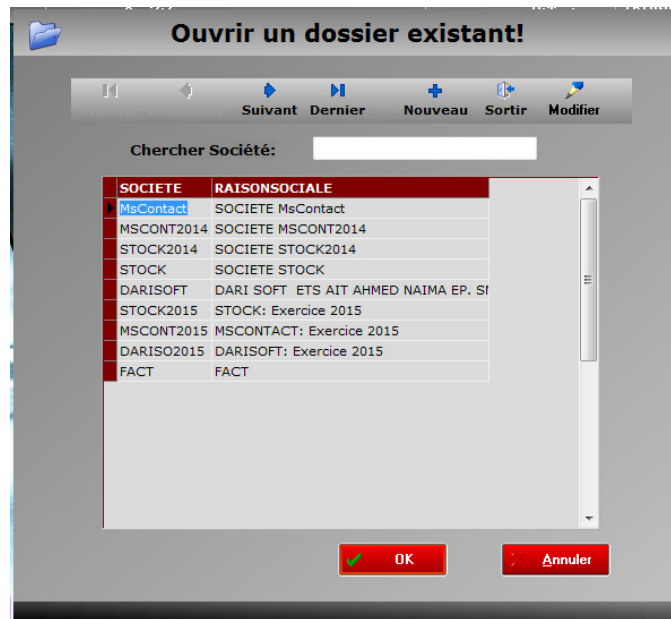 Ouvrir un dossier existant!
Premier Précédent Suivant Dernier Nouveau Sortir Modifier
Chercher Société:
SOCIETE RAISONSOCIALE
MsContact SOCIETE MsContact
MSCONT2014 SOCIETE MSCONT2014
STOCK2014 SOCIETE STOCK2014
STOCK SOCIETE STOCK
DARISOFT DARI SOFT ETS AIT AHMED NAIMA EP.
STOCK2015 STOCK: Exercice 2015
MSCONT2015 MSCONTACT: Exercice 2015
DARISO2015 DARISOFT: Exercice 2015
FACT FACT
OK Annuler